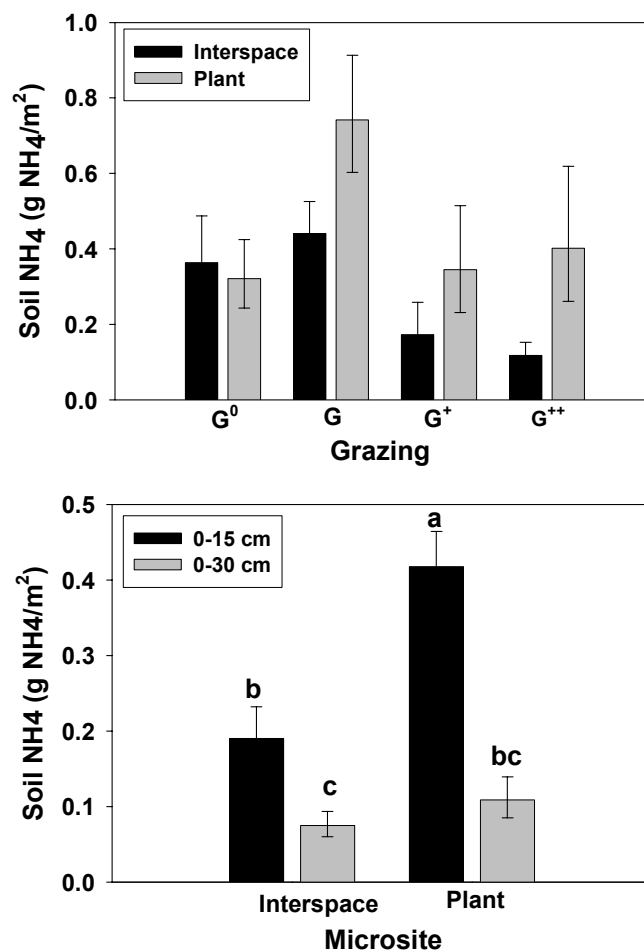 1.0
0.8
0.6
0.4
0.2
0.0
Soil NH₄ (g NH₄/m²)
Interspace
Plant
G⁰ G G⁺ G⁺⁺
Grazing
0.5
0.4
0.3
0.2
0.1
0.0
Soil NH4 (g NH4/m²)
0-15 cm
0-30 cm
a
b
bc
c
Interspace Plant
Microsite